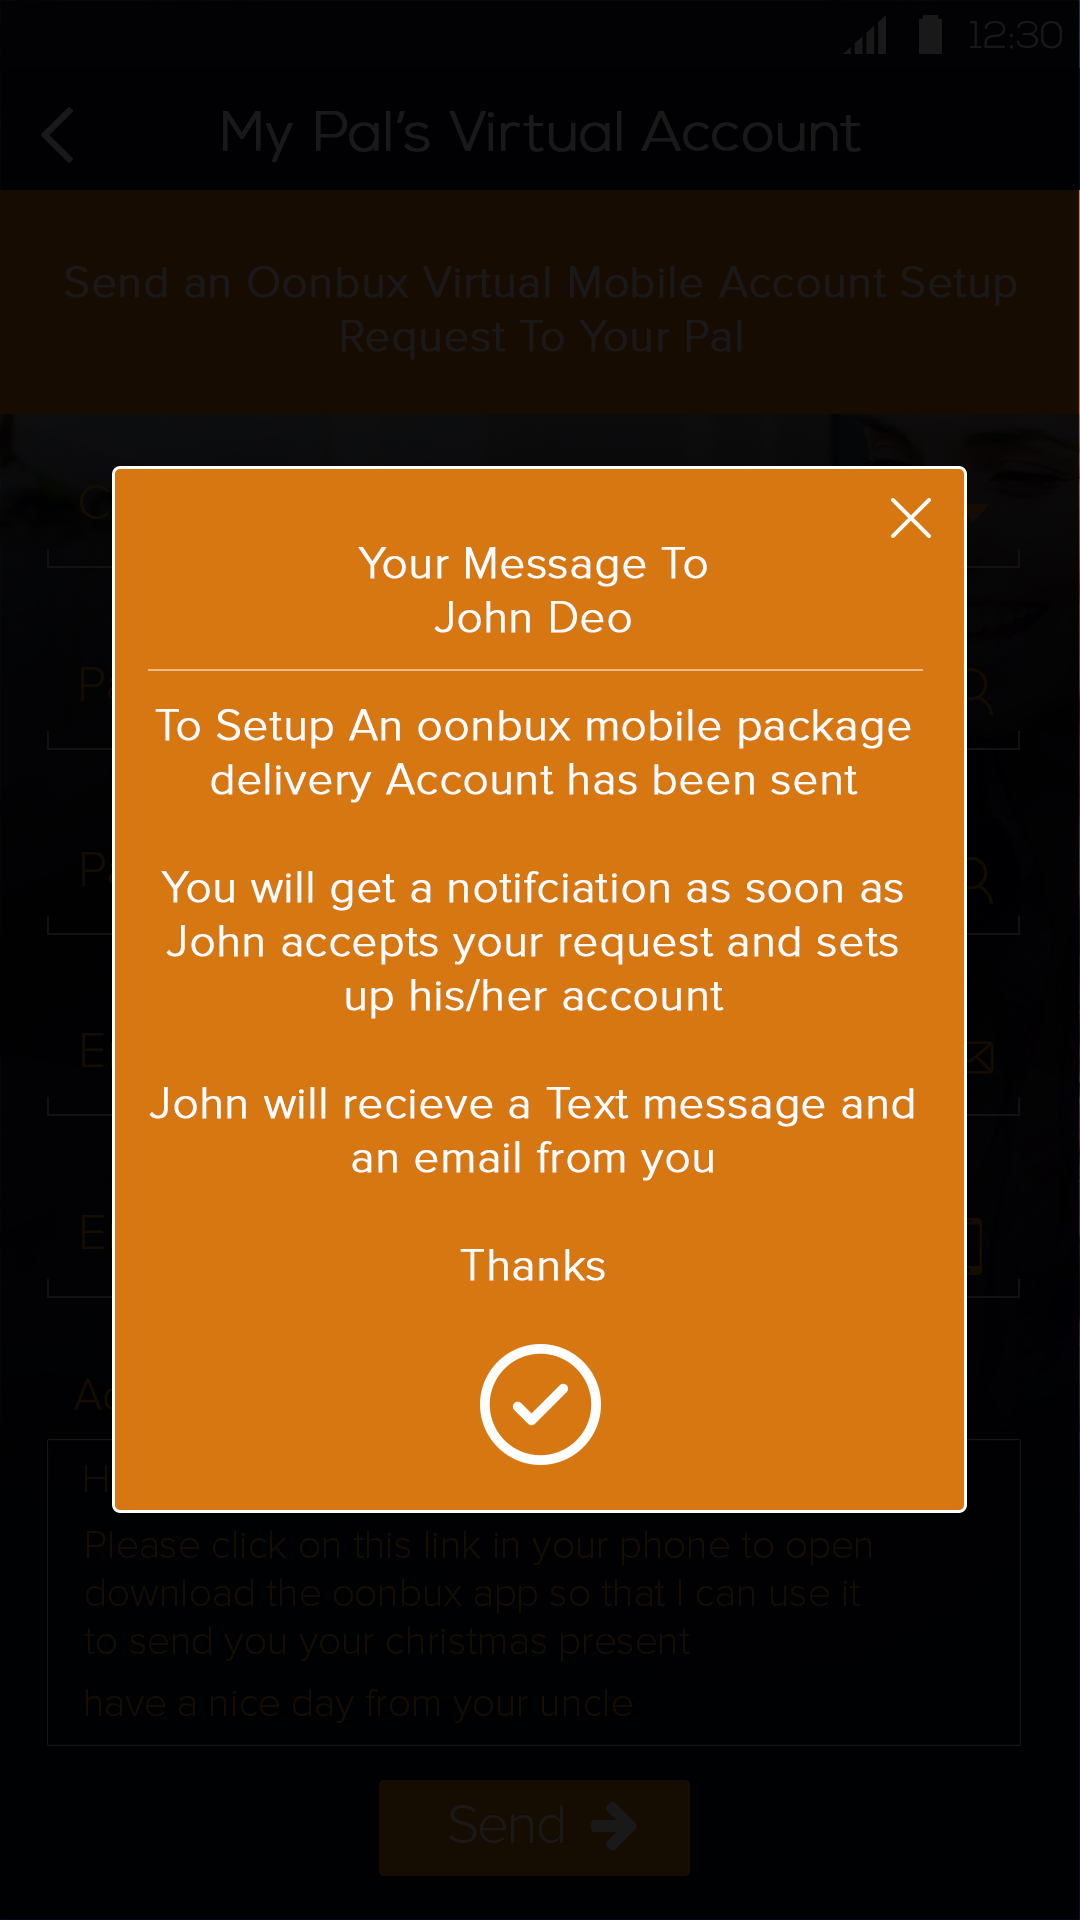 12:30
My Pal's Virtual Account
Send an Oonbux Virtual Mobile Account Setup
Request To Your Pal
Your Message To
John Deo
To Setup An oonbux mobile package
delivery Account has been sent
You will get a notifciation as soon as
John accepts your request and sets
up his/her account
John will recieve a Text message and
an email from you
Thanks
Please click on this link in your phone to open
download the oonbux app so that I can use it
to send you your christmas present
have a nice day from your uncle
Send